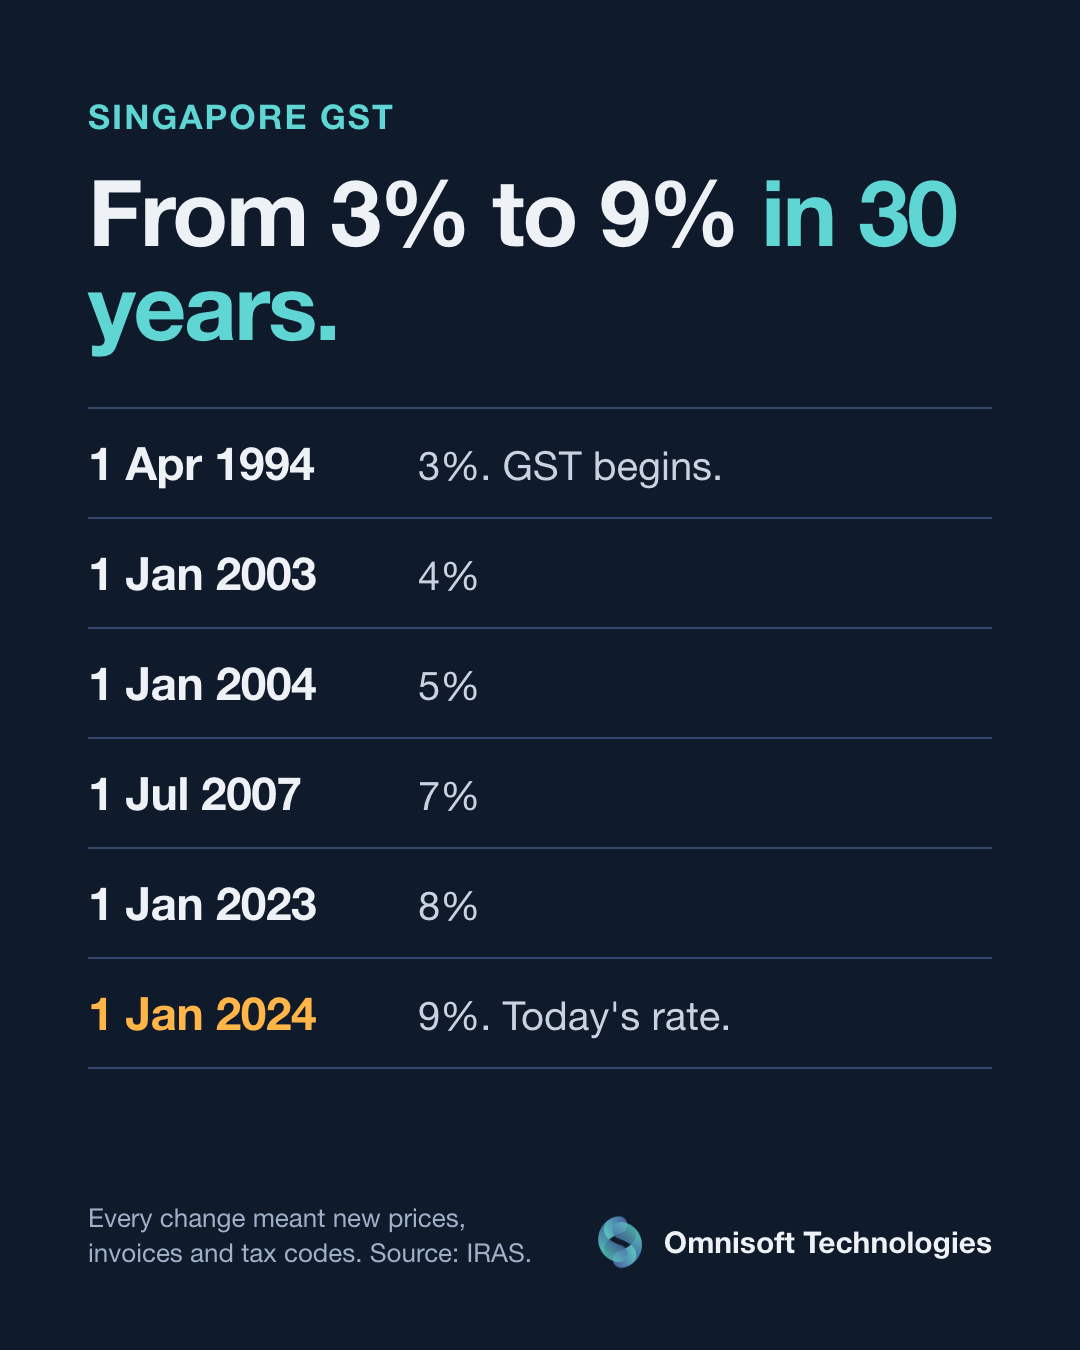 SINGAPORE GST
From 3% to 9% in 30
years.
1 Apr 1994 3%. GST begins.
1 Jan 2003 4%
1 Jan 2004 5%
1 Jul 2007 7%
1 Jan 2023 8%
1 Jan 2024 9%. Today's rate.
Every change meant new prices,
invoices and tax codes. Source: IRAS.
Omnisoft Technologies